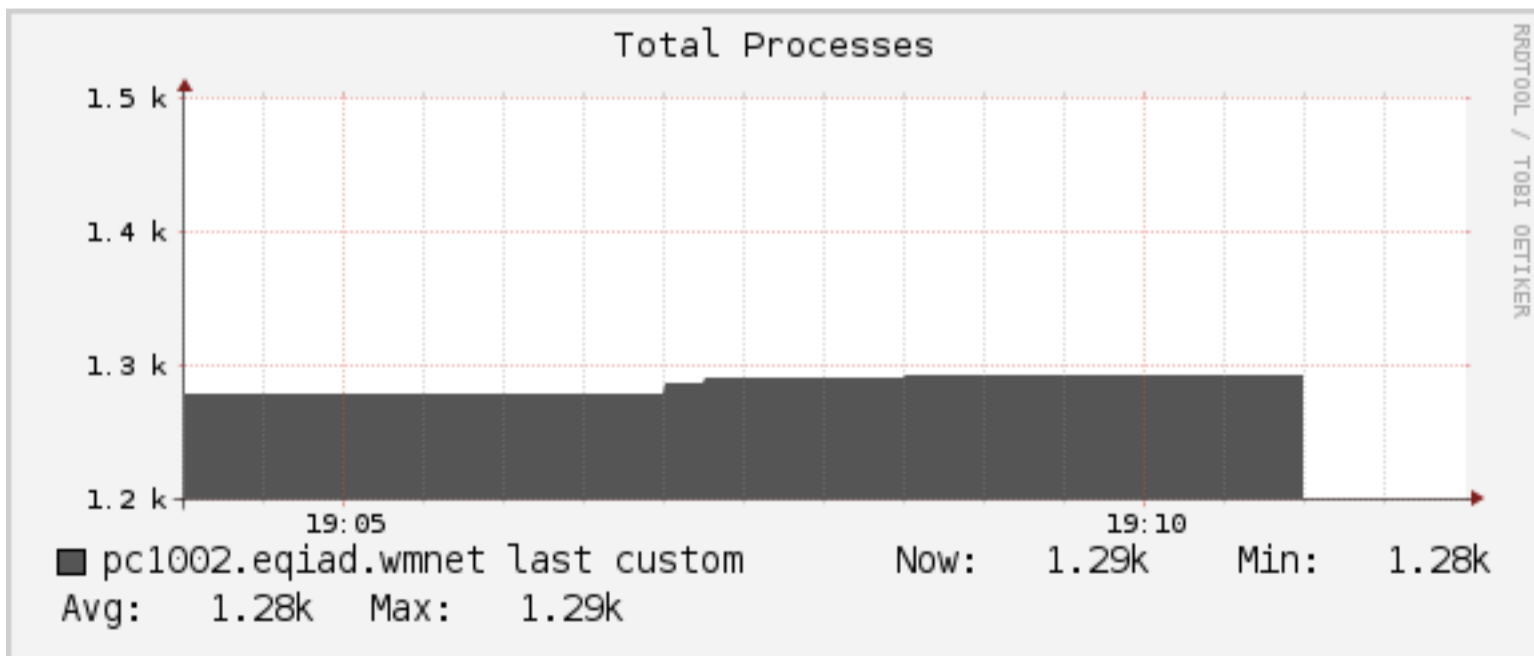 Total Processes
RRDTOOL / TOBI OETIKER
1.5 k
1.4 k
1.3 k
1.2 k
19:05 19:10
pc1002.eqiad.wmnet last custom Now: 1.29k Min: 1.28k
Avg: 1.28k Max: 1.29k